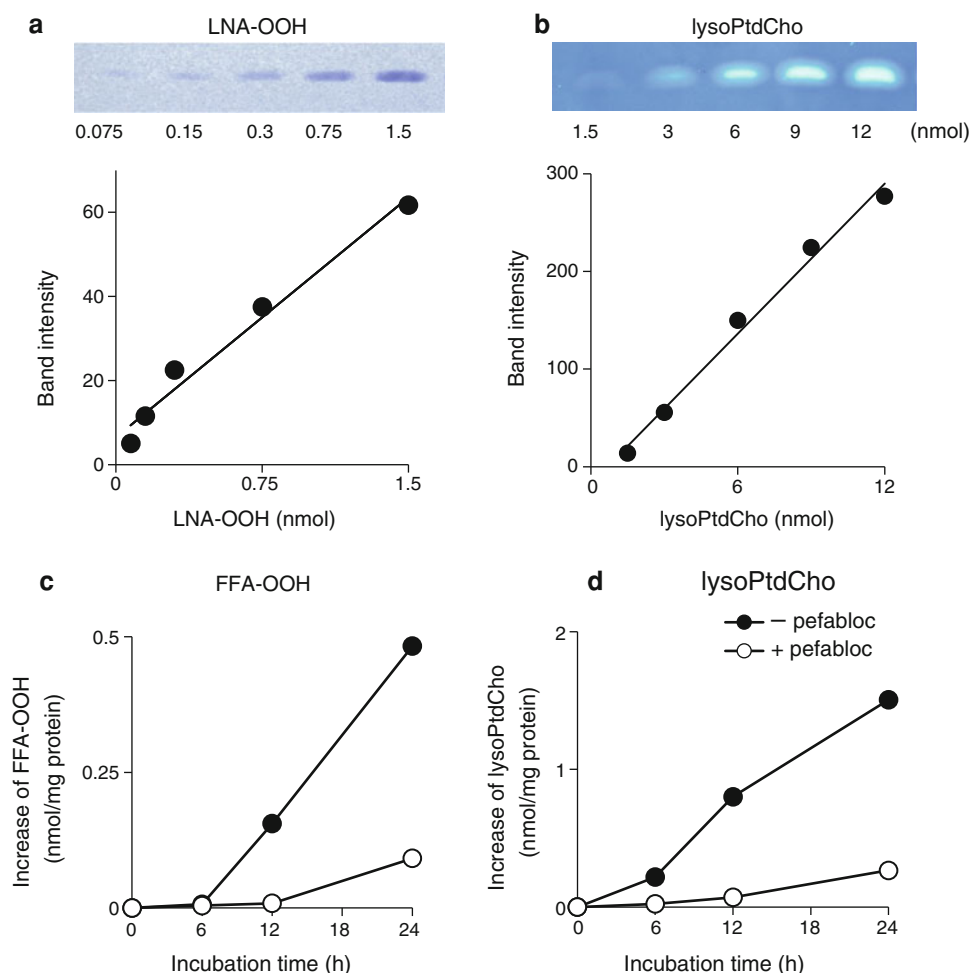 a
LNA-OOH
0.075 0.15 0.3 0.75 1.5
60
40
20
0
Band intensity
0 0.75 1.5
LNA-OOH (nmol)
b
lysoPtdCho
1.5 3 6 9 12 (nmol)
300
200
100
0
Band intensity
0 6 12
lysoPtdCho (nmol)
c
FFA-OOH
0.5
0.25
0
Increase of FFA-OOH
(nmol/mg protein)
0 6 12 18 24
Incubation time (h)
d
lysoPtdCho
– pefabloc
+ pefabloc
2
1
0
Increase of lysoPtdCho
(nmol/mg protein)
0 6 12 18 24
Incubation time (h)